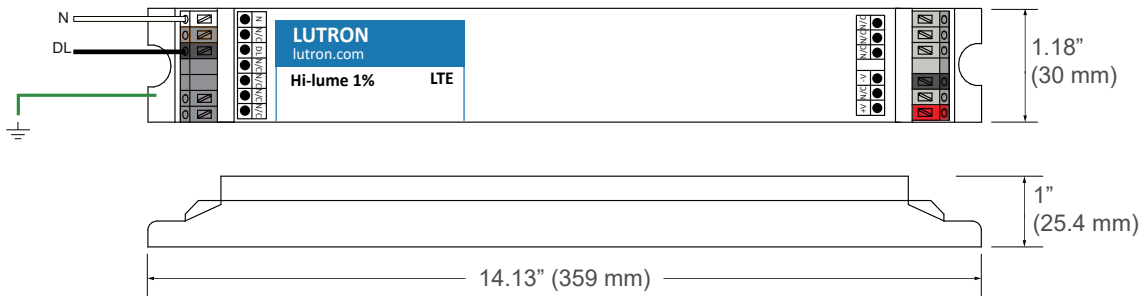 N
DL
N
N/C
DL
N/C
N/C
N/C
N/C
LUTRON
lutron.com
Hi-lume 1% LTE
N/C
N/C
N/C
-V
N/C
+V
1.18”
(30 mm)
1”
(25.4 mm)
14.13” (359 mm)